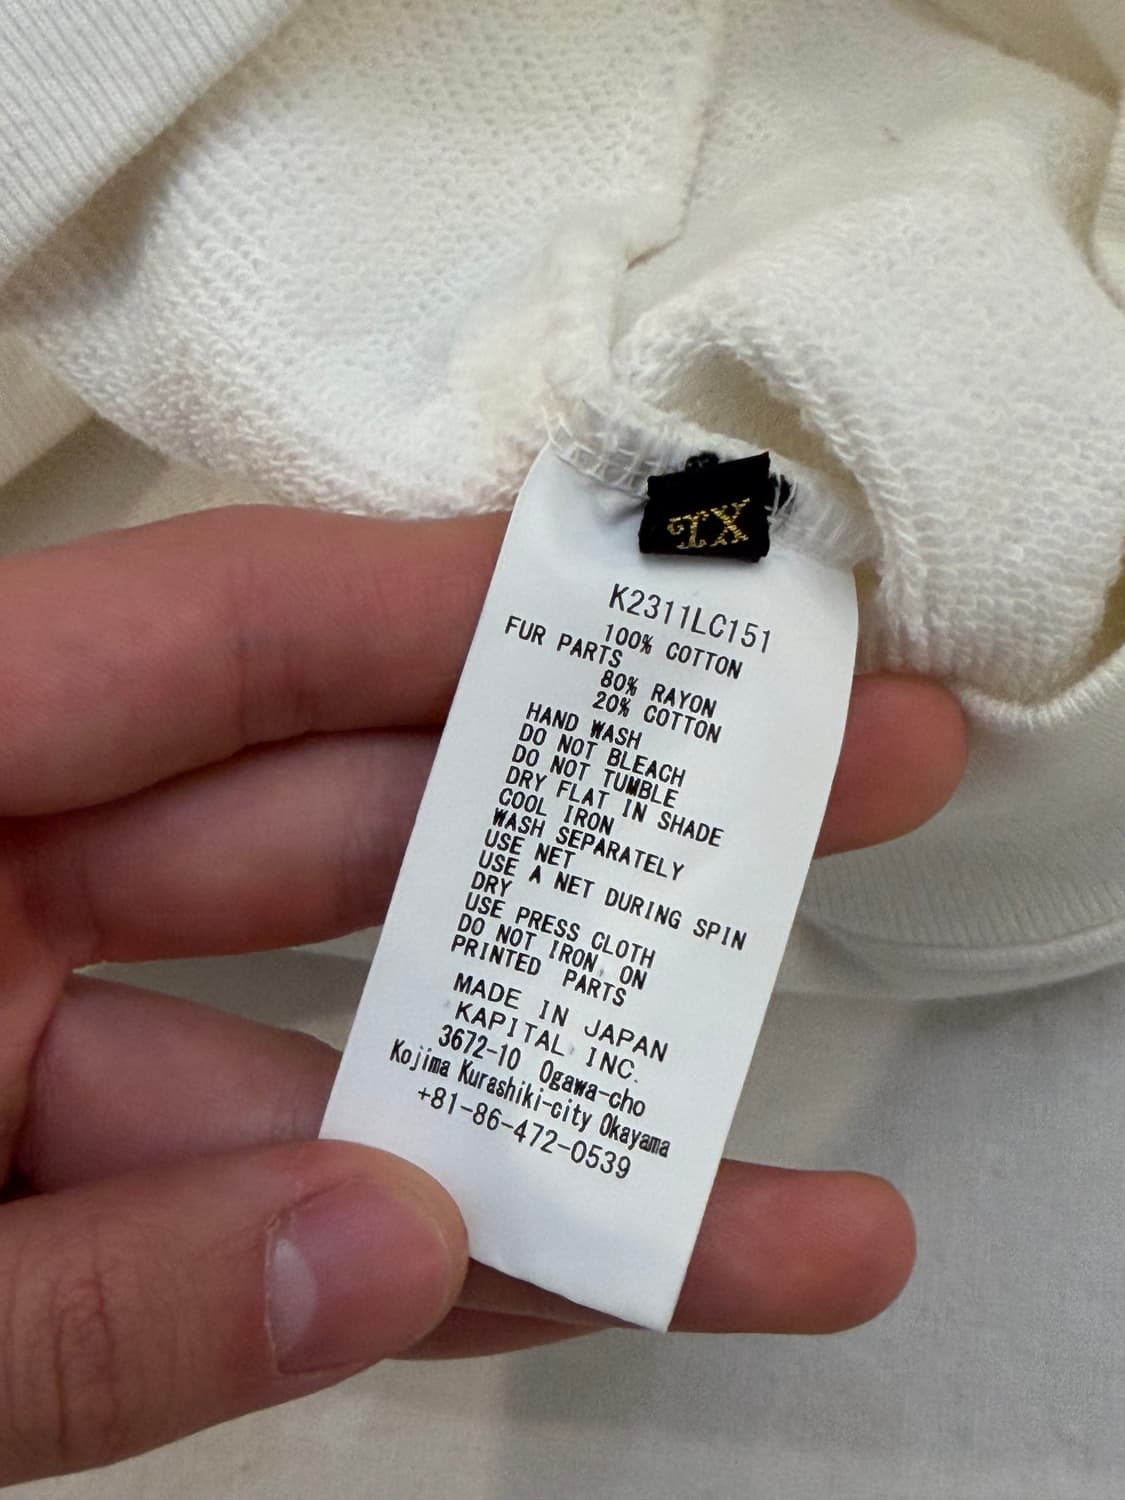 XL
K2311LC151
100% COTTON
FUR PARTS
80% RAYON
20% COTTON
HAND WASH
DO NOT BLEACH
DO NOT TUMBLE
DRY FLAT IN SHADE
COOL IRON
WASH SEPARATELY
USE NET
USE A NET DURING SPIN
DRY
USE PRESS CLOTH
DO NOT IRON ON
PRINTED PARTS
MADE IN JAPAN
KAPITAL INC.
3672-10 Ogawa-cho
Kojima Kurashiki-city Okayama
+81-86-472-0539